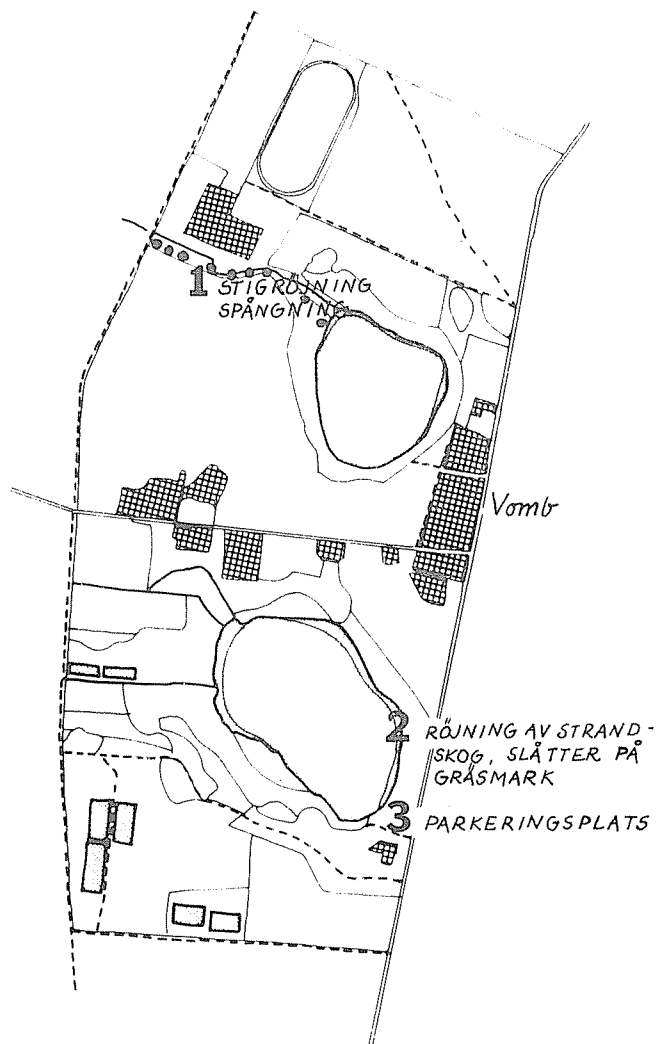 1 STIGRÖJNING
SPÅNGNING
Vomb
2 RÖJNING AV STRAND-
SKOG, SLÅTTER PÅ
GRÄSMARK
3 PARKERINGSPLATS